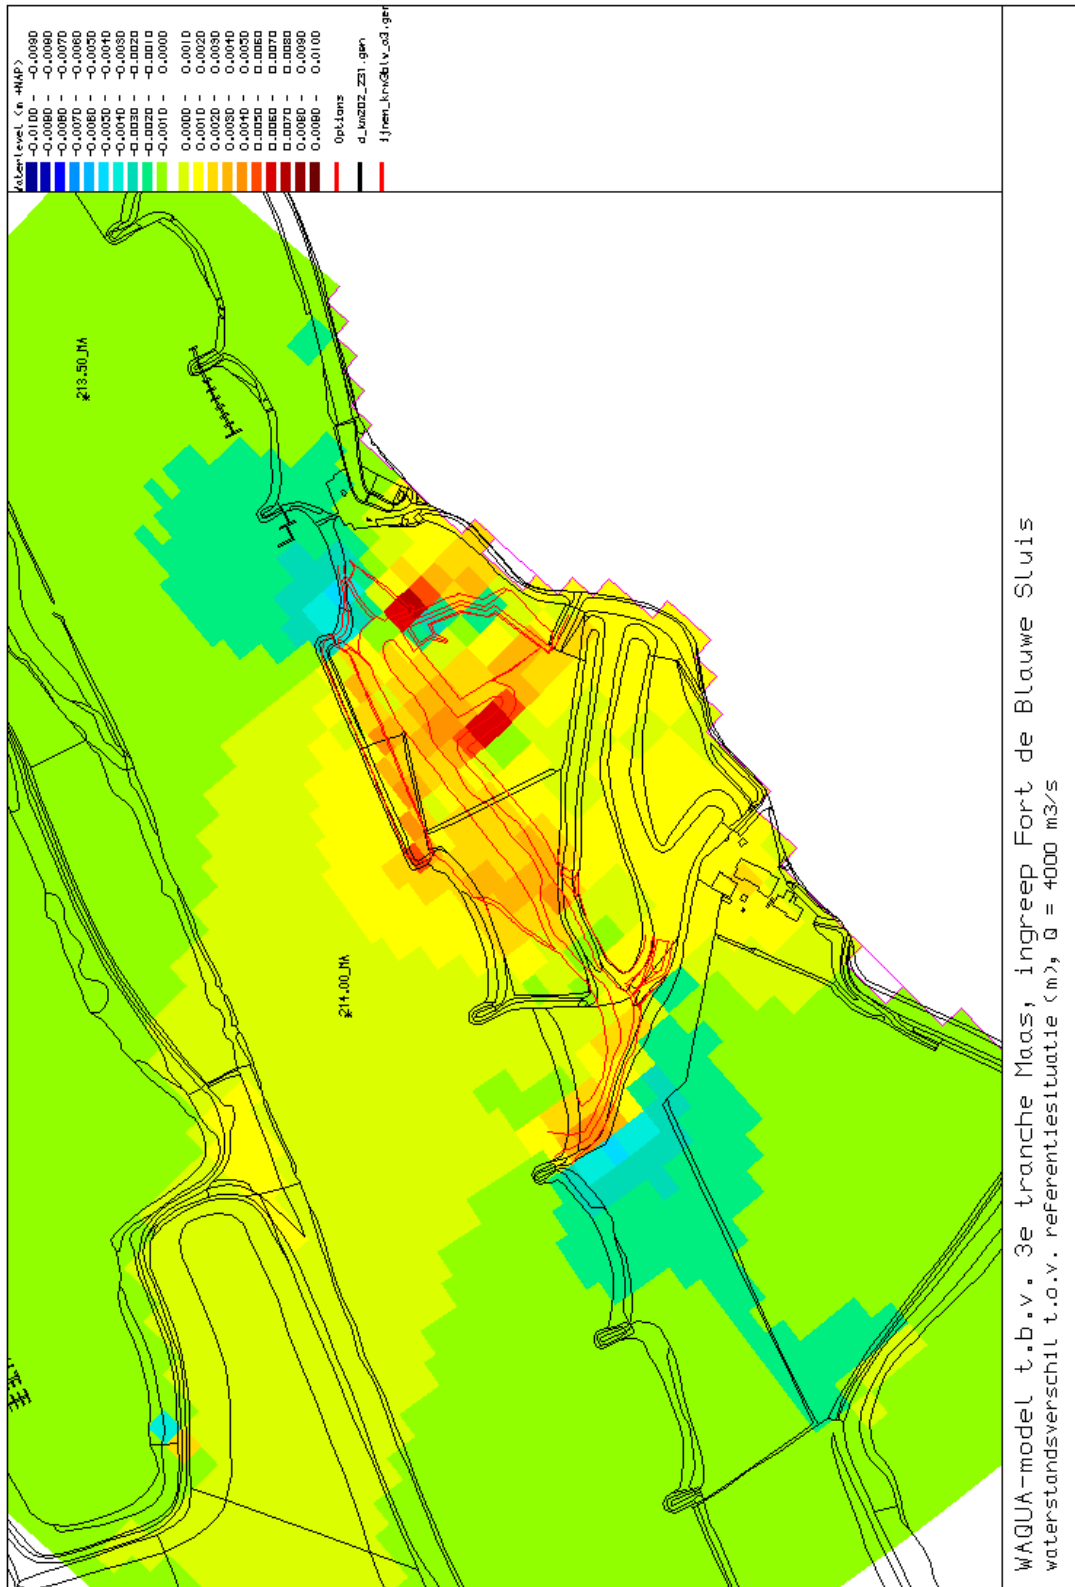 Waterlevel (m +NAP)
-0.0100 - -0.0090
-0.0090 - -0.0080
-0.0080 - -0.0070
-0.0070 - -0.0060
-0.0060 - -0.0050
-0.0050 - -0.0040
-0.0040 - -0.0030
-0.0030 - -0.0020
-0.0020 - -0.0010
-0.0010 - 0.0000
0.0000 - 0.0010
0.0010 - 0.0020
0.0020 - 0.0030
0.0030 - 0.0040
0.0040 - 0.0050
0.0050 - 0.0060
0.0060 - 0.0070
0.0070 - 0.0080
0.0080 - 0.0090
0.0090 - 0.0100
Options
d_km202_231.gen
213.50_MA
214.00_MA
WAQUA-model t.b.v. 3e tranche Maas, ingreep Fort de Blauwe Sluis
waterstandsverschil t.o.v. referentiesituatie (m), Q = 4000 m3/s